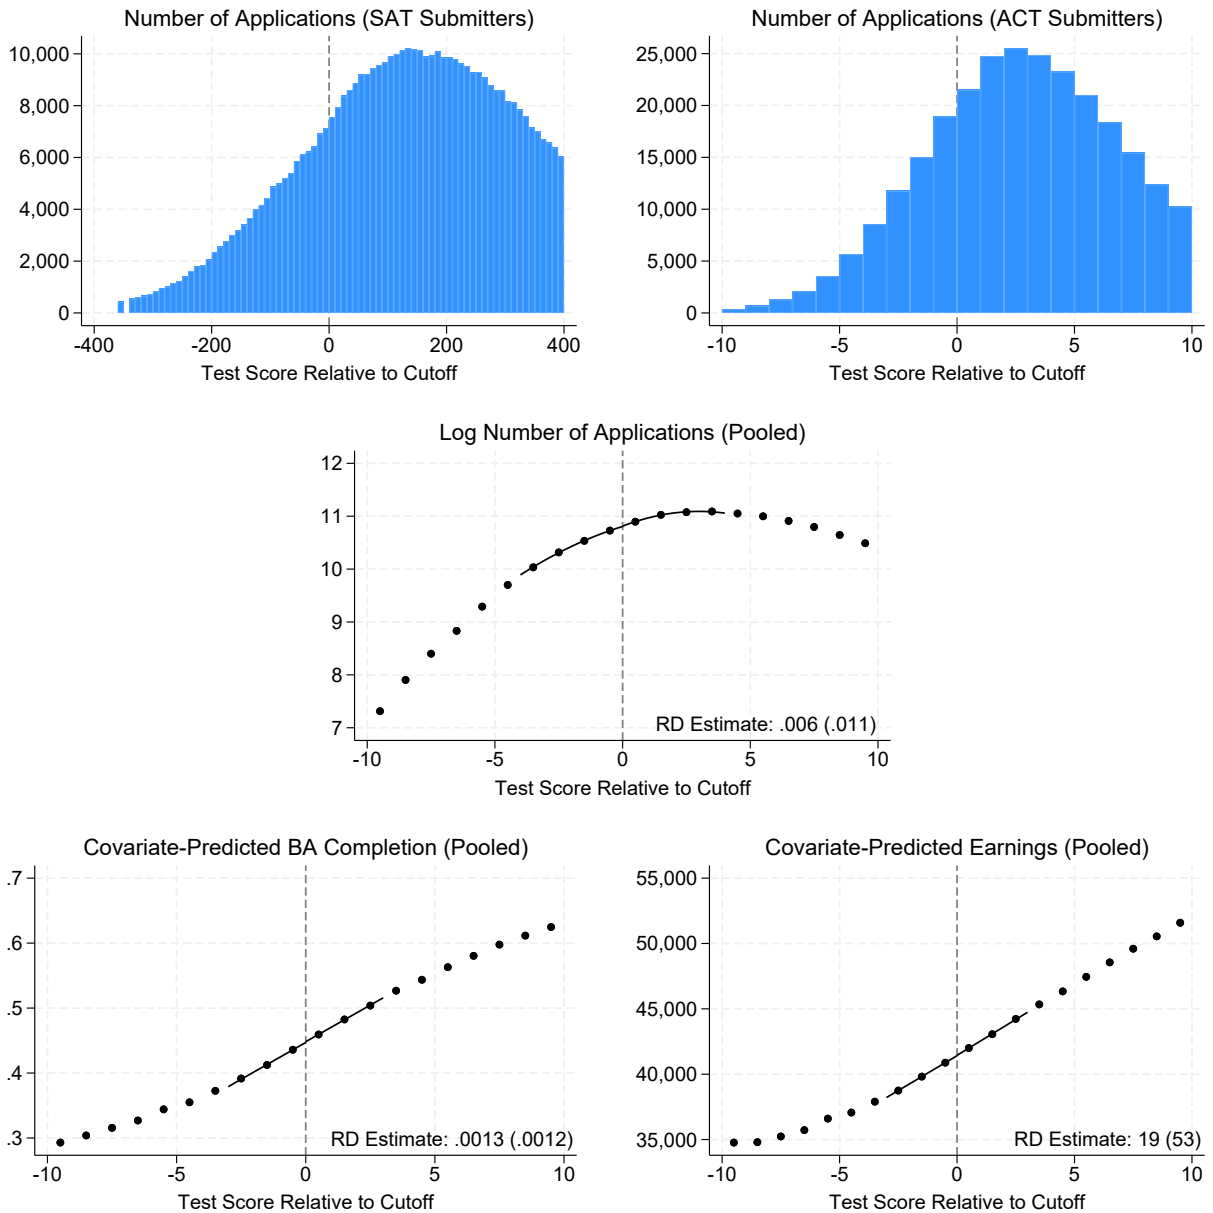 Number of Applications (SAT Submitters)
10,000
8,000
6,000
4,000
2,000
0
-400 -200 0 200 400
Test Score Relative to Cutoff
Number of Applications (ACT Submitters)
25,000
20,000
15,000
10,000
5,000
0
-10 -5 0 5 10
Test Score Relative to Cutoff
Log Number of Applications (Pooled)
12
11
10
9
8
7
RD Estimate: .006 (.011)
-10 -5 0 5 10
Test Score Relative to Cutoff
Covariate-Predicted BA Completion (Pooled)
.7
.6
.5
.4
.3
RD Estimate: .0013 (.0012)
-10 -5 0 5 10
Test Score Relative to Cutoff
Covariate-Predicted Earnings (Pooled)
55,000
50,000
45,000
40,000
35,000
RD Estimate: 19 (53)
-10 -5 0 5 10
Test Score Relative to Cutoff